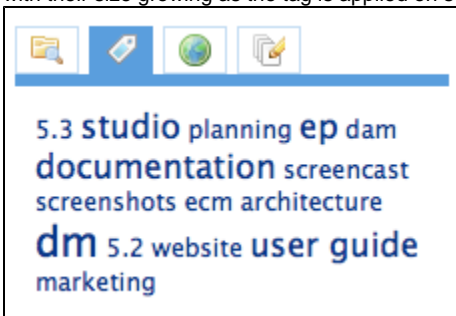 with their size growing as the tag is applied on
5.3 studio planning ep dam
documentation screencast
screenshots ecm architecture
dm 5.2 website user guide
marketing